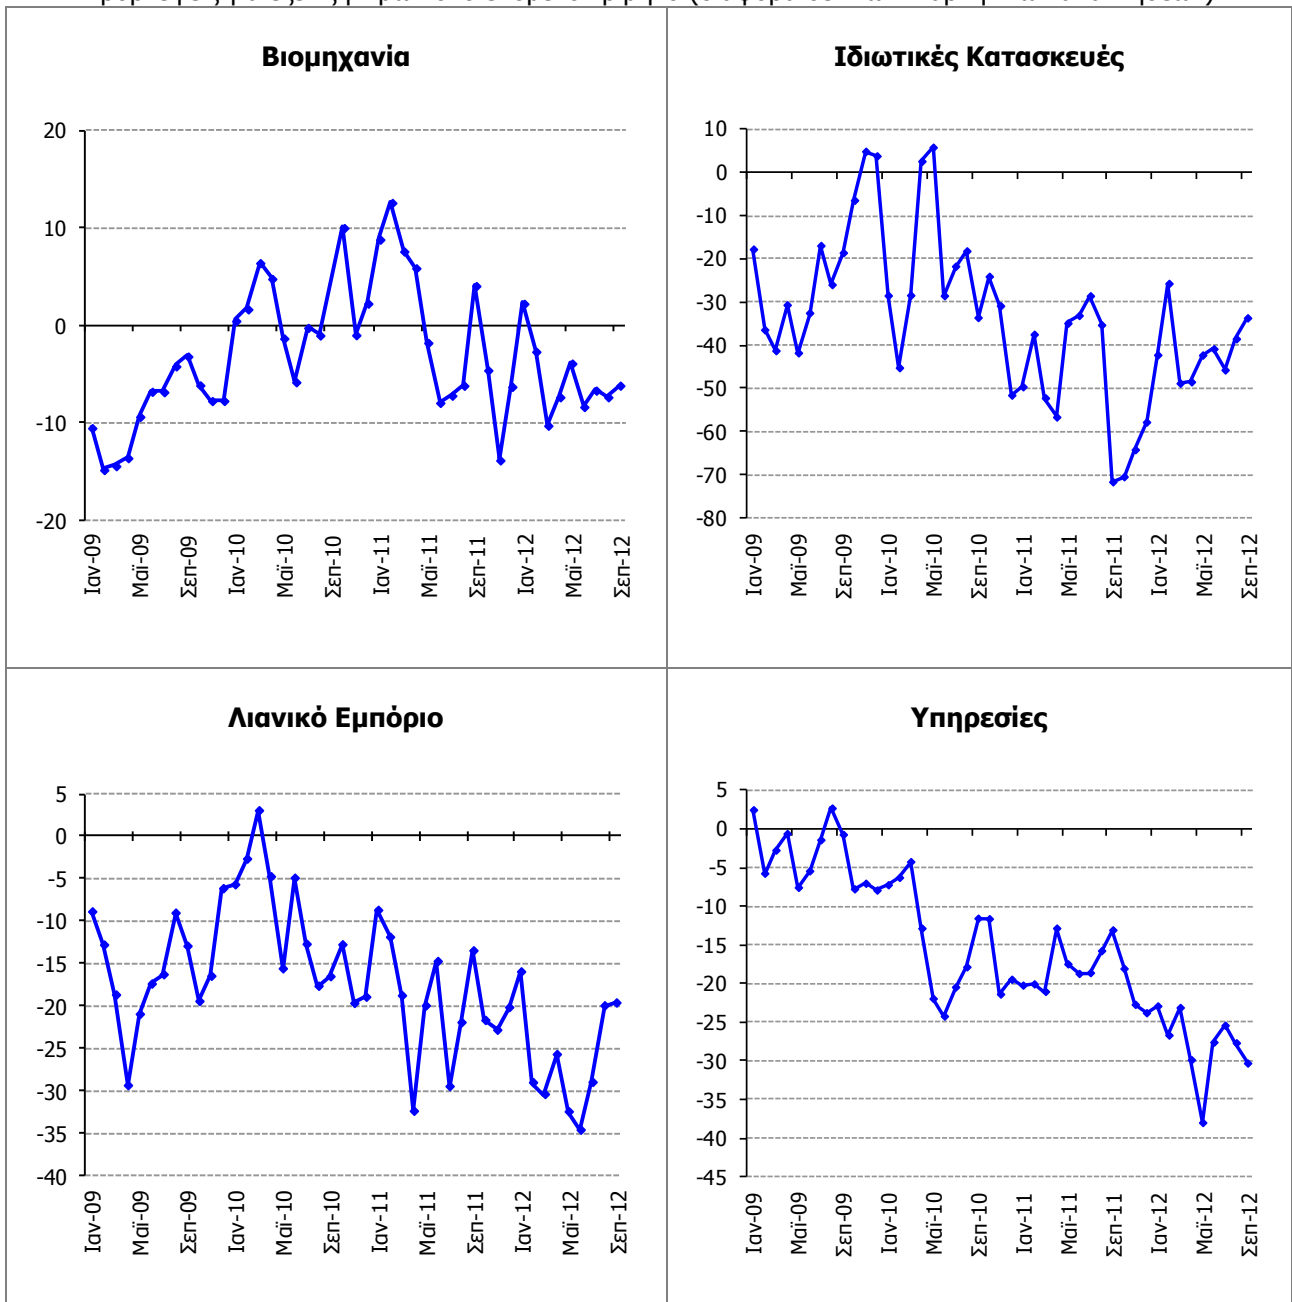 Βιομηχανία
20
10
0
-10
-20
Ιαν-09
Μαϊ-09
Σεπ-09
Ιαν-10
Μαϊ-10
Σεπ-10
Ιαν-11
Μαϊ-11
Σεπ-11
Ιαν-12
Μαϊ-12
Σεπ-12
Ιδιωτικές Κατασκευές
10
0
-10
-20
-30
-40
-50
-60
-70
-80
Ιαν-09
Μαϊ-09
Σεπ-09
Ιαν-10
Μαϊ-10
Σεπ-10
Ιαν-11
Μαϊ-11
Σεπ-11
Ιαν-12
Μαϊ-12
Σεπ-12
Λιανικό Εμπόριο
5
0
-5
-10
-15
-20
-25
-30
-35
-40
Ιαν-09
Μαϊ-09
Σεπ-09
Ιαν-10
Μαϊ-10
Σεπ-10
Ιαν-11
Μαϊ-11
Σεπ-11
Ιαν-12
Μαϊ-12
Σεπ-12
Υπηρεσίες
5
0
-5
-10
-15
-20
-25
-30
-35
-40
-45
Ιαν-09
Μαϊ-09
Σεπ-09
Ιαν-10
Μαϊ-10
Σεπ-10
Ιαν-11
Μαϊ-11
Σεπ-11
Ιαν-12
Μαϊ-12
Σεπ-12